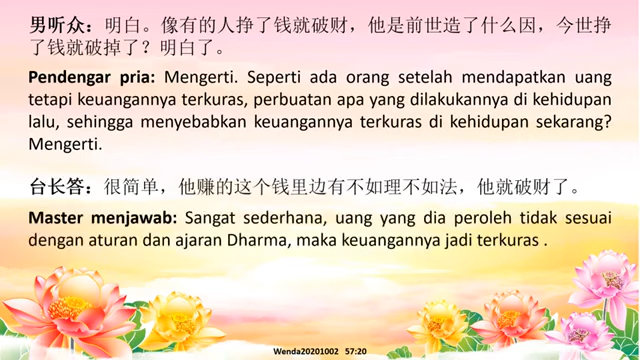 男听众：明白。像有的人挣了钱就破财，他是前世造了什么因，今世挣
了钱就破掉了？明白了。
Pendengar pria: Mengerti. Seperti ada orang setelah mendapatkan uang
tetapi keuangannya terkuras, perbuatan apa yang dilakukannya di kehidupan
lalu, sehingga menyebabkan keuangannya terkuras di kehidupan sekarang?
Mengerti.
台长答：很简单，他赚的这个钱里边有不如理不如法，他就破财了。
Master menjawab: Sangat sederhana, uang yang dia peroleh tidak sesuai
dengan aturan dan ajaran Dharma, maka keuangannya jadi terkuras .
Wenda20201002 57:20